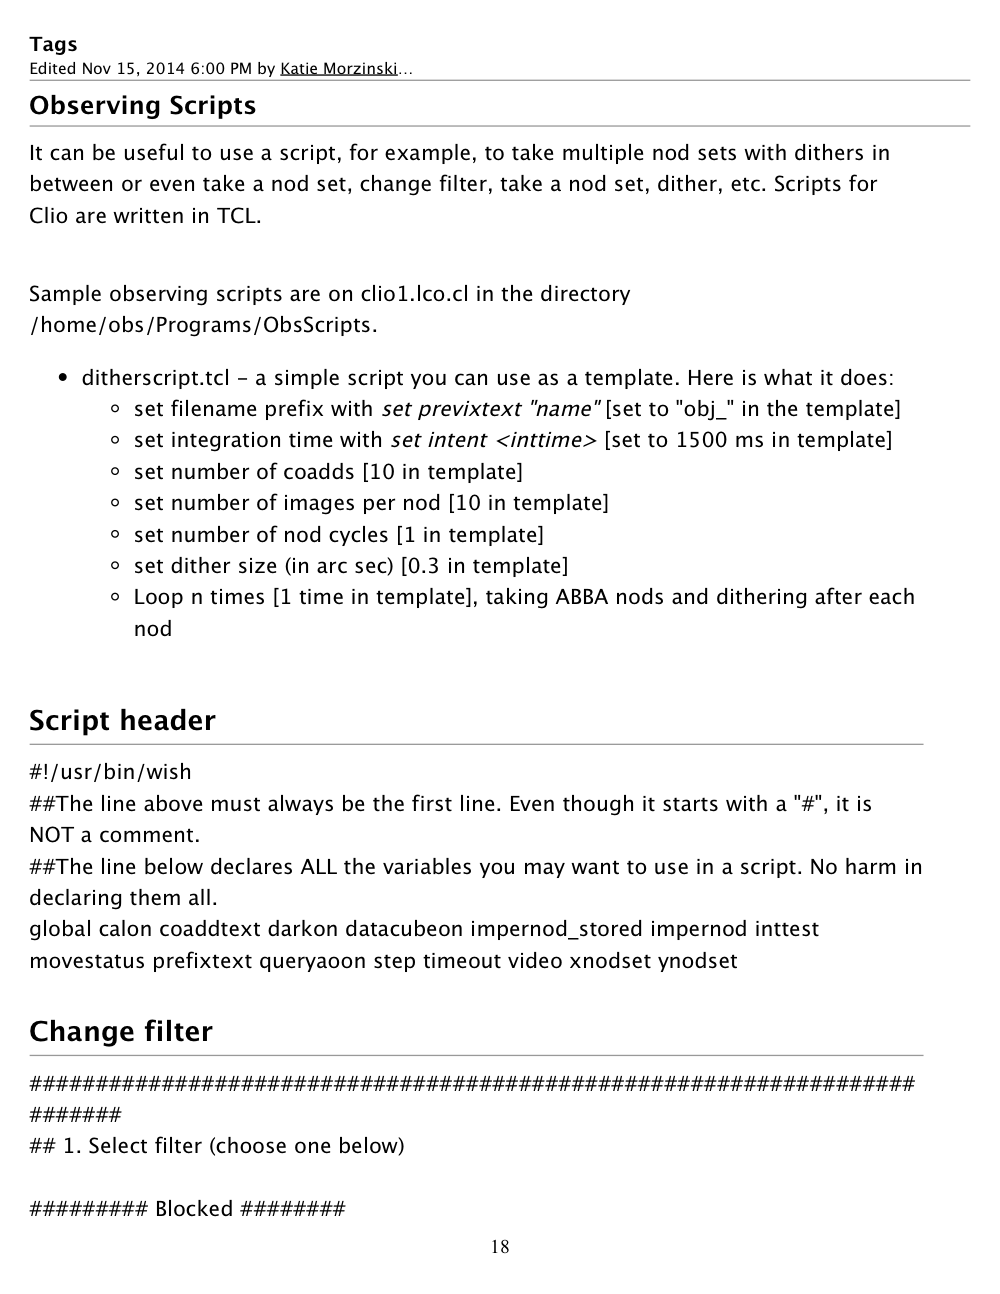 Tags
Edited Nov 15, 2014 6:00 PM by Katie Morzinski…
Observing Scripts
It can be useful to use a script, for example, to take multiple nod sets with dithers in
between or even take a nod set, change filter, take a nod set, dither, etc. Scripts for
Clio are written in TCL.
Sample observing scripts are on clio1.lco.cl in the directory
/home/obs/Programs/ObsScripts.
• ditherscript.tcl – a simple script you can use as a template. Here is what it does:
◦ set filename prefix with set previxtext "name" [set to "obj_" in the template]
◦ set integration time with set intent <inttime> [set to 1500 ms in template]
◦ set number of coadds [10 in template]
◦ set number of images per nod [10 in template]
◦ set number of nod cycles [1 in template]
◦ set dither size (in arc sec) [0.3 in template]
◦ Loop n times [1 time in template], taking ABBA nods and dithering after each
nod
Script header
#!/usr/bin/wish
##The line above must always be the first line. Even though it starts with a "#", it is
NOT a comment.
##The line below declares ALL the variables you may want to use in a script. No harm in
declaring them all.
global calon coaddtext darkon datacubeon impernod_stored impernod inttest
movestatus prefixtext queryaoon step timeout video xnodset ynodset
Change filter
###################################################################
#######
## 1. Select filter (choose one below)
######### Blocked ########
18